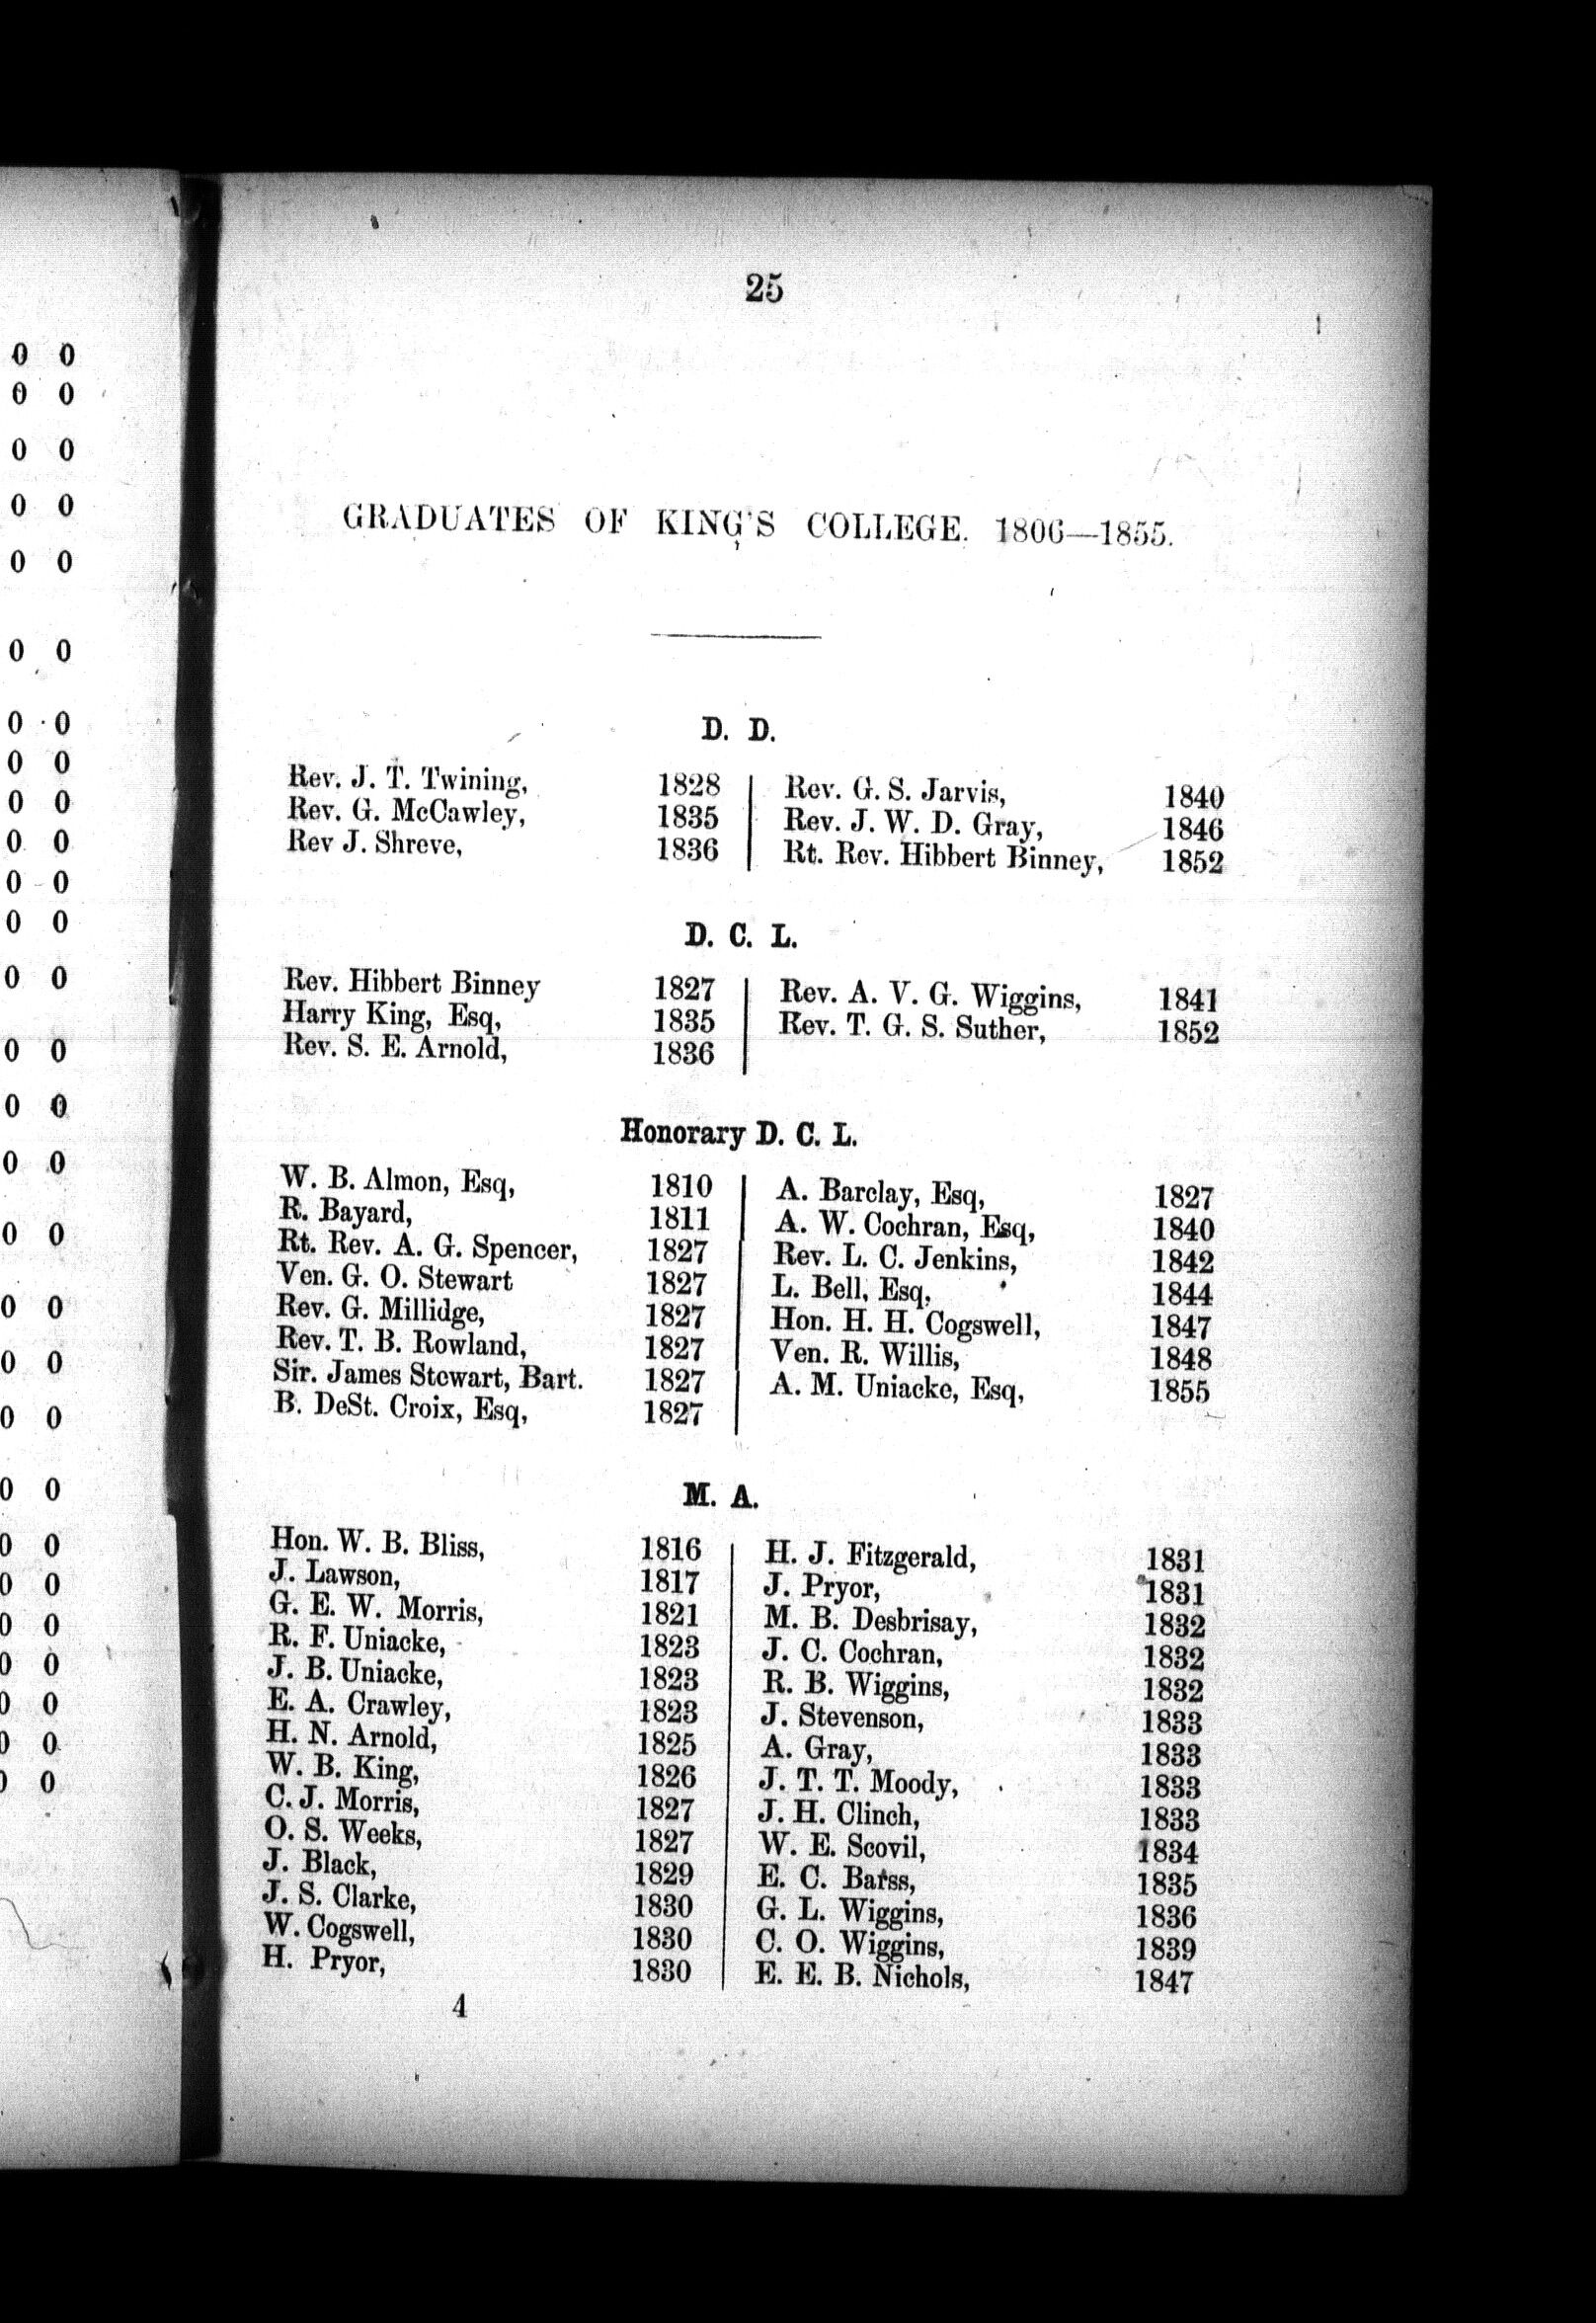 25
GRADUATES OF KING'S COLLEGE. 1806—1855.
D. D.
Rev. J. T. Twining, 1828
Rev. G. McCawley, 1835
Rev J. Shreve, 1836
Rev. G. S. Jarvis, 1840
Rev. J. W. D. Gray, 1846
Rt. Rev. Hibbert Binney, 1852
D. C. L.
Rev. Hibbert Binney 1827
Harry King, Esq, 1835
Rev. S. E. Arnold, 1836
Rev. A. V. G. Wiggins, 1841
Rev. T. G. S. Suther, 1852
Honorary D. C. L.
W. B. Almon, Esq, 1810
R. Bayard, 1811
Rt. Rev. A. G. Spencer, 1827
Ven. G. O. Stewart 1827
Rev. G. Millidge, 1827
Rev. T. B. Rowland, 1827
Sir. James Stewart, Bart. 1827
B. DeSt. Croix, Esq, 1827
A. Barclay, Esq, 1827
A. W. Cochran, Esq, 1840
Rev. L. C. Jenkins, 1842
L. Bell, Esq, 1844
Hon. H. H. Cogswell, 1847
Ven. R. Willis, 1848
A. M. Uniacke, Esq, 1855
M. A.
Hon. W. B. Bliss, 1816
J. Lawson, 1817
G. E. W. Morris, 1821
R. F. Uniacke, 1823
J. B. Uniacke, 1823
E. A. Crawley, 1823
H. N. Arnold, 1825
W. B. King, 1826
C. J. Morris, 1827
O. S. Weeks, 1827
J. Black, 1829
J. S. Clarke, 1830
W. Cogswell, 1830
H. Pryor, 1830
H. J. Fitzgerald, 1831
J. Pryor, 1831
M. B. Desbrisay, 1832
J. C. Cochran, 1832
R. B. Wiggins, 1832
J. Stevenson, 1833
A. Gray, 1833
J. T. T. Moody, 1833
J. H. Clinch, 1833
W. E. Scovil, 1834
E. C. Barss, 1835
G. L. Wiggins, 1836
C. O. Wiggins, 1839
E. E. B. Nichols, 1847
4